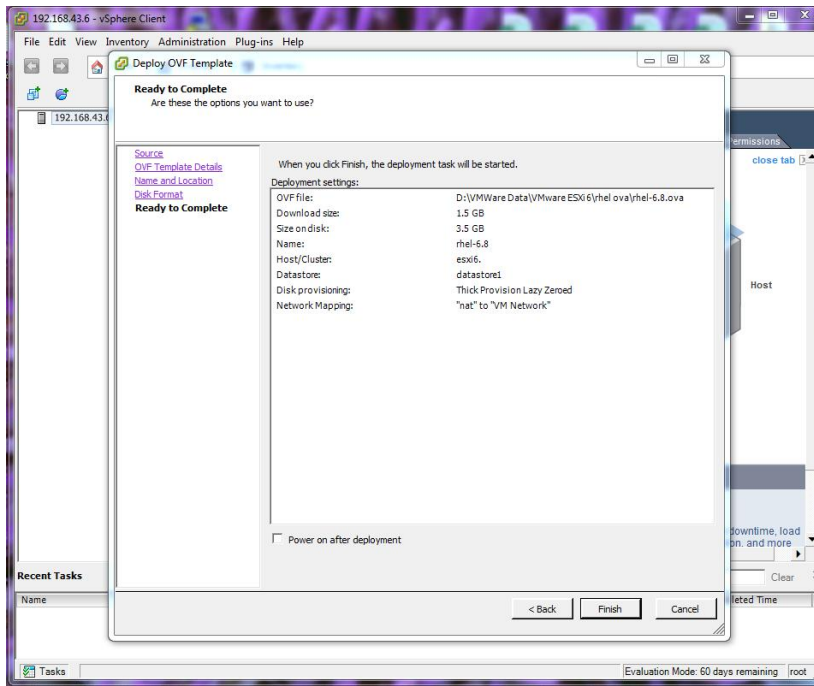 192.168.43.6 - vSphere Client
File Edit View Inventory Administration Plug-ins Help
Deploy OVF Template
Ready to Complete
Are these the options you want to use?
192.168.43.6
Permissions
close tab
Source
OVF Template Details
Name and Location
Disk Format
Ready to Complete
When you click Finish, the deployment task will be started.
Deployment settings:
OVF file: D:\VMWare Data\VMware ESXi 6\rhel ova\rhel-6.8.ova
Download size: 1.5 GB
Size on disk: 3.5 GB
Name: rhel-6.8
Host/Cluster: esxi6.
Datastore: datastore1
Disk provisioning: Thick Provision Lazy Zeroed
Network Mapping: "nat" to "VM Network"
Host
downtime, load
on. and more
Power on after deployment
Recent Tasks
Clear
Name
leted Time
< Back Finish Cancel
Tasks
Evaluation Mode: 60 days remaining root